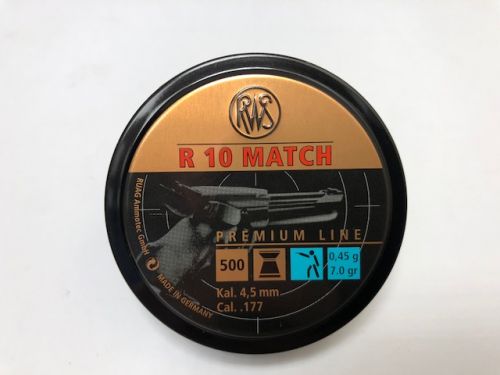 RWS
R 10 MATCH
PREMIUM LINE
500
0,45 g
7.0 gr
Kal. 4,5 mm
Cal. .177
RUAG Ammotec GmbH
MADE IN GERMANY